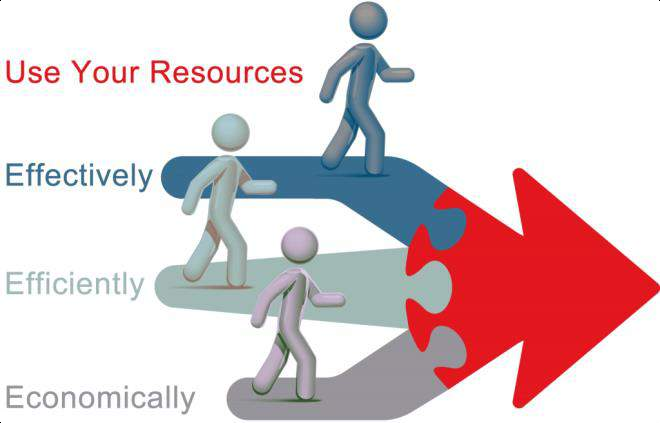 Use Your Resources
Effectively
Efficiently
Economically